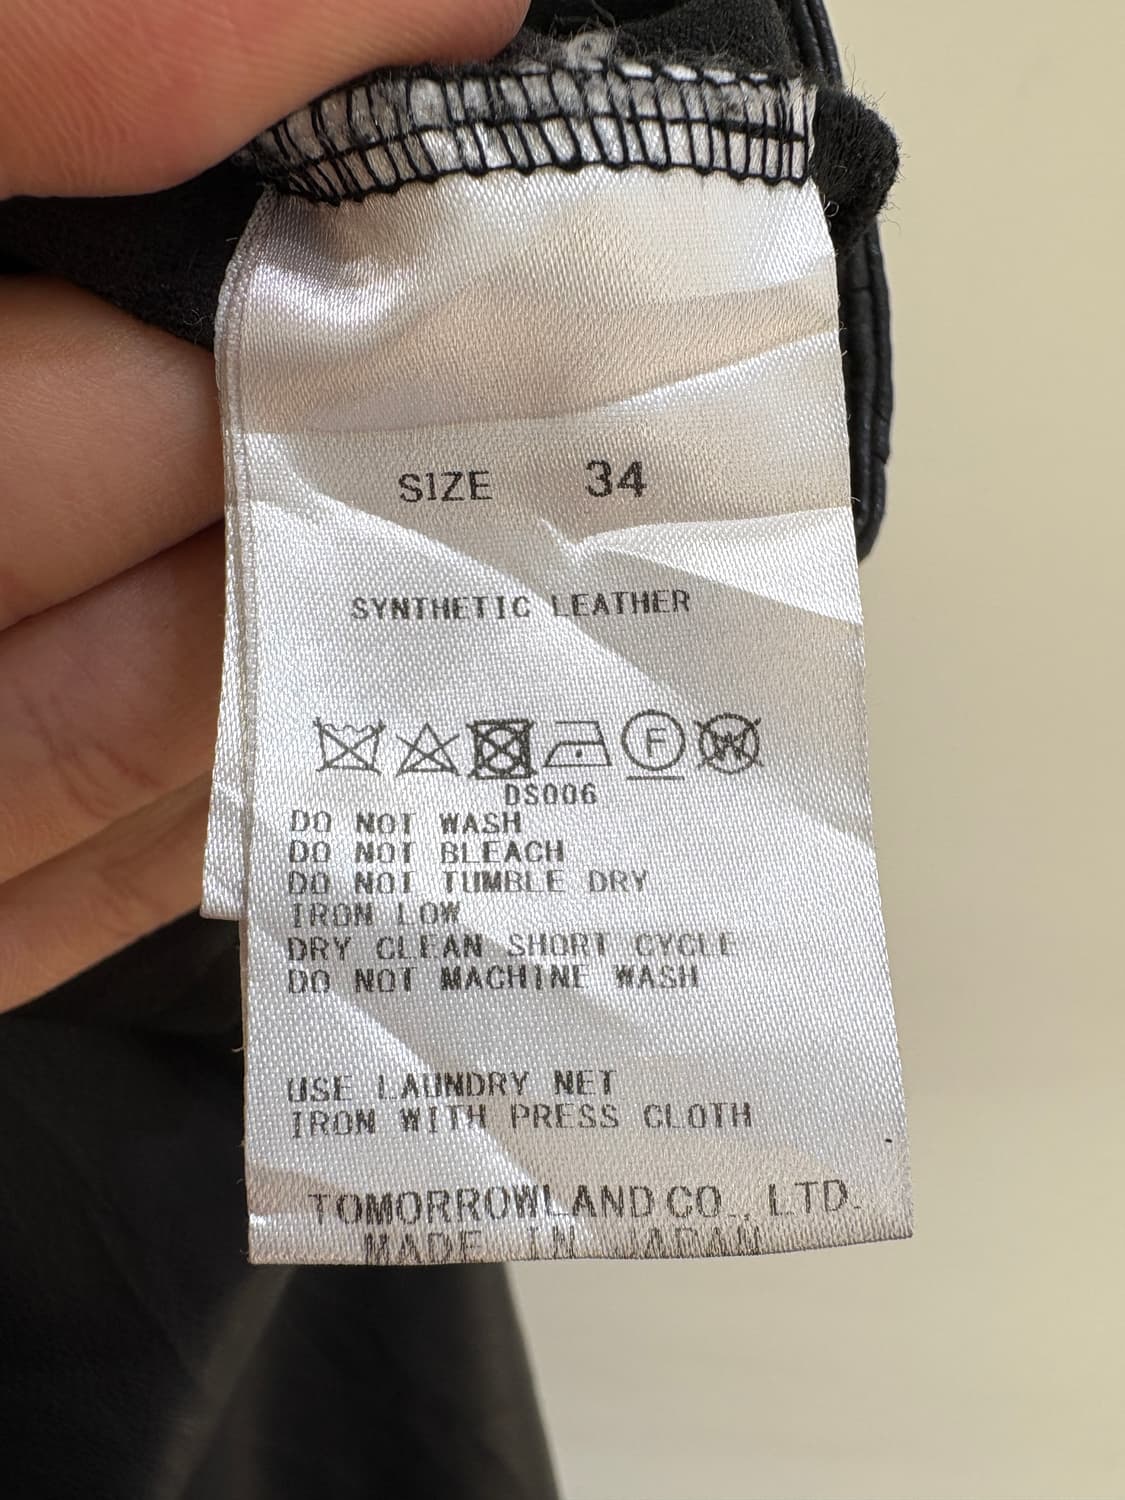 SIZE 34
SYNTHETIC LEATHER
F W
DS006
DO NOT WASH
DO NOT BLEACH
DO NOT TUMBLE DRY
IRON LOW
DRY CLEAN SHORT CYCLE
DO NOT MACHINE WASH
USE LAUNDRY NET
IRON WITH PRESS CLOTH
TOMORROWLAND CO., LTD.
MADE IN JAPAN